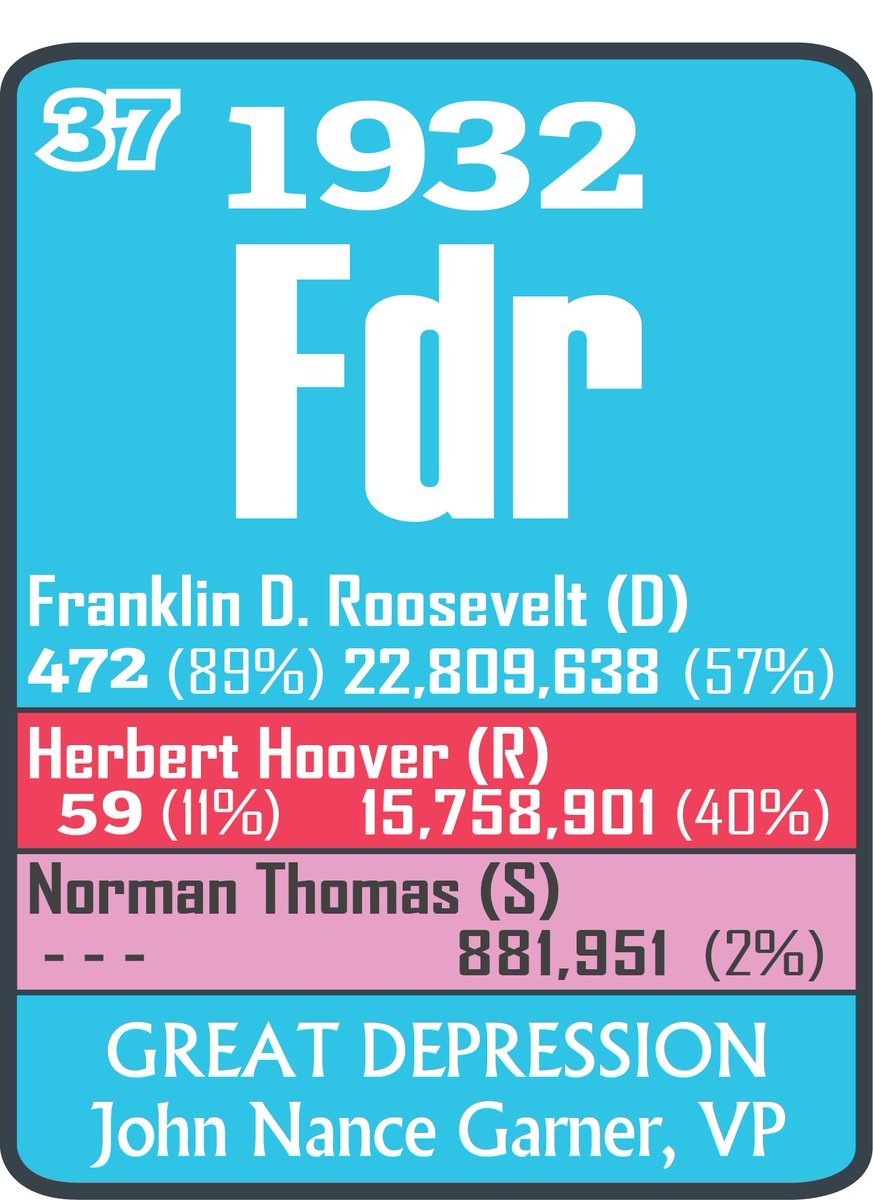 37 1932
Fdr
Franklin D. Roosevelt (D)
472 (89%) 22,809,638 (57%)
Herbert Hoover (R)
59 (11%) 15,758,901 (40%)
Norman Thomas (S)
- - - 881,951 (2%)
GREAT DEPRESSION
John Nance Garner, VP